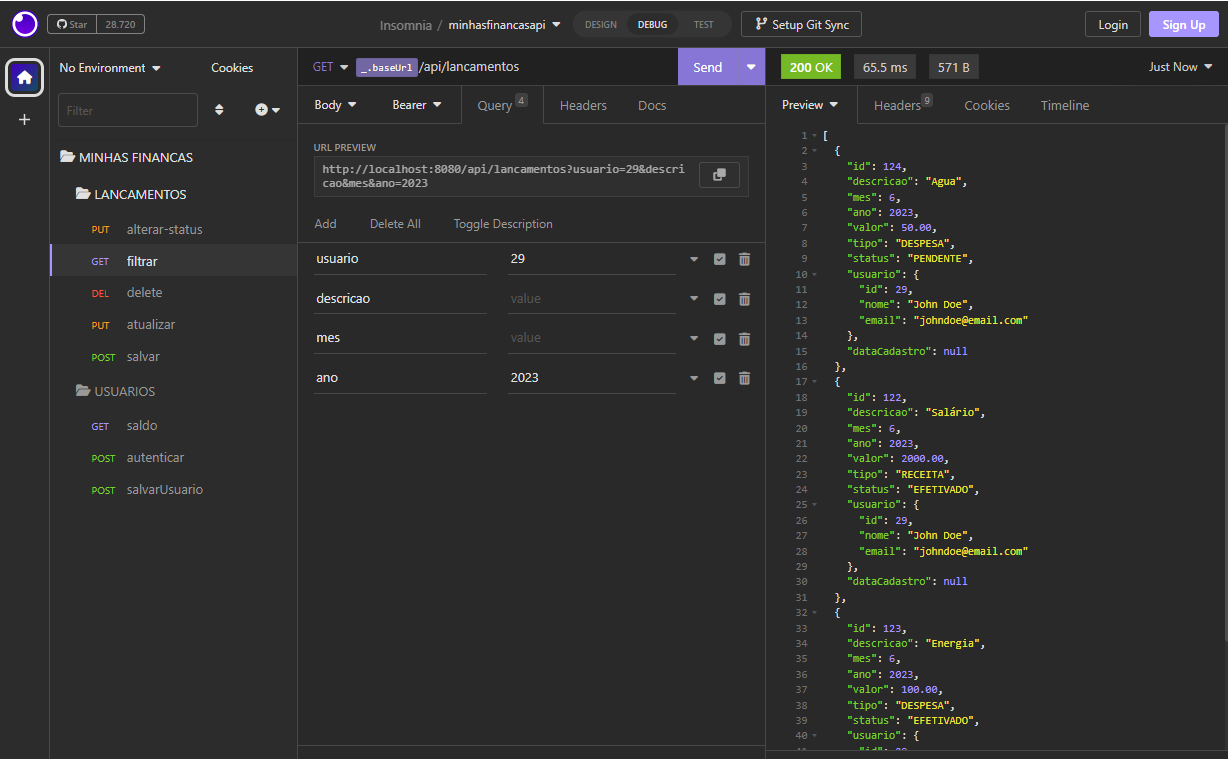 Star 28.720
Insomnia / minhasfinancasapi
DESIGN DEBUG TEST
Setup Git Sync
Login
Sign Up
No Environment
Cookies
Filter
MINHAS FINANCAS
LANCAMENTOS
PUT alterar-status
GET filtrar
DEL delete
PUT atualizar
POST salvar
USUARIOS
GET saldo
POST autenticar
POST salvarUsuario
GET _.baseUrl /api/lancamentos
Send
Body Bearer Query 4 Headers Docs
URL PREVIEW
http://localhost:8080/api/lancamentos?usuario=29&descri
cao&mes&ano=2023
Add Delete All Toggle Description
usuario 29
descricao value
mes value
ano 2023
200 OK 65.5 ms 571 B Just Now
Preview Headers 9 Cookies Timeline
1 [
2 {
3 "id": 124,
4 "descricao": "Agua",
5 "mes": 6,
6 "ano": 2023,
7 "valor": 50.00,
8 "tipo": "DESPESA",
9 "status": "PENDENTE",
10 "usuario": {
11 "id": 29,
12 "nome": "John Doe",
13 "email": "johndoe@email.com"
14 },
15 "dataCadastro": null
16 },
17 {
18 "id": 122,
19 "descricao": "Salário",
20 "mes": 6,
21 "ano": 2023,
22 "valor": 2000.00,
23 "tipo": "RECEITA",
24 "status": "EFETIVADO",
25 "usuario": {
26 "id": 29,
27 "nome": "John Doe",
28 "email": "johndoe@email.com"
29 },
30 "dataCadastro": null
31 },
32 {
33 "id": 123,
34 "descricao": "Energia",
35 "mes": 6,
36 "ano": 2023,
37 "valor": 100.00,
38 "tipo": "DESPESA",
39 "status": "EFETIVADO",
40 "usuario": {